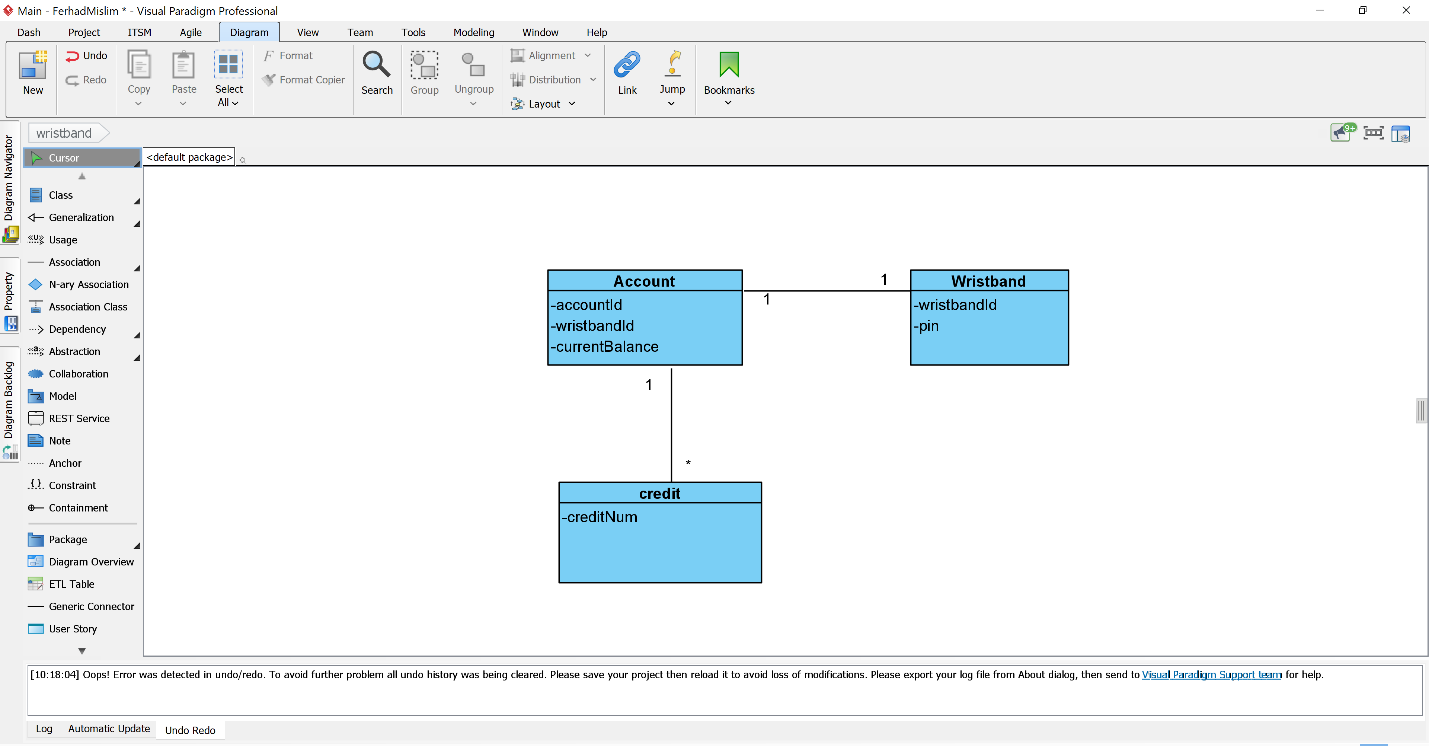 Main - FerhadMislim * - Visual Paradigm Professional
Dash Project ITSM Agile Diagram View Team Tools Modeling Window Help
New
Undo
Redo
Copy
Paste
Select
All
Format
Format Copier
Search
Group
Ungroup
Alignment
Distribution
Layout
Link
Jump
Bookmarks
wristband
9+
Diagram Navigator
Property
Diagram Backlog
Cursor
<default package>
Class
Generalization
«U» Usage
Association
N-ary Association
Association Class
Dependency
«a» Abstraction
Collaboration
Model
REST Service
Note
Anchor
{} Constraint
Containment
Package
Diagram Overview
ETL Table
Generic Connector
User Story
Account
-accountId
-wristbandId
-currentBalance
1
1
Wristband
-wristbandId
-pin
1
*
credit
-creditNum
[10:18:04] Oops! Error was detected in undo/redo. To avoid further problem all undo history was being cleared. Please save your project then reload it to avoid loss of modifications. Please export your log file from About dialog, then send to Visual Paradigm Support team for help.
Log Automatic Update Undo Redo